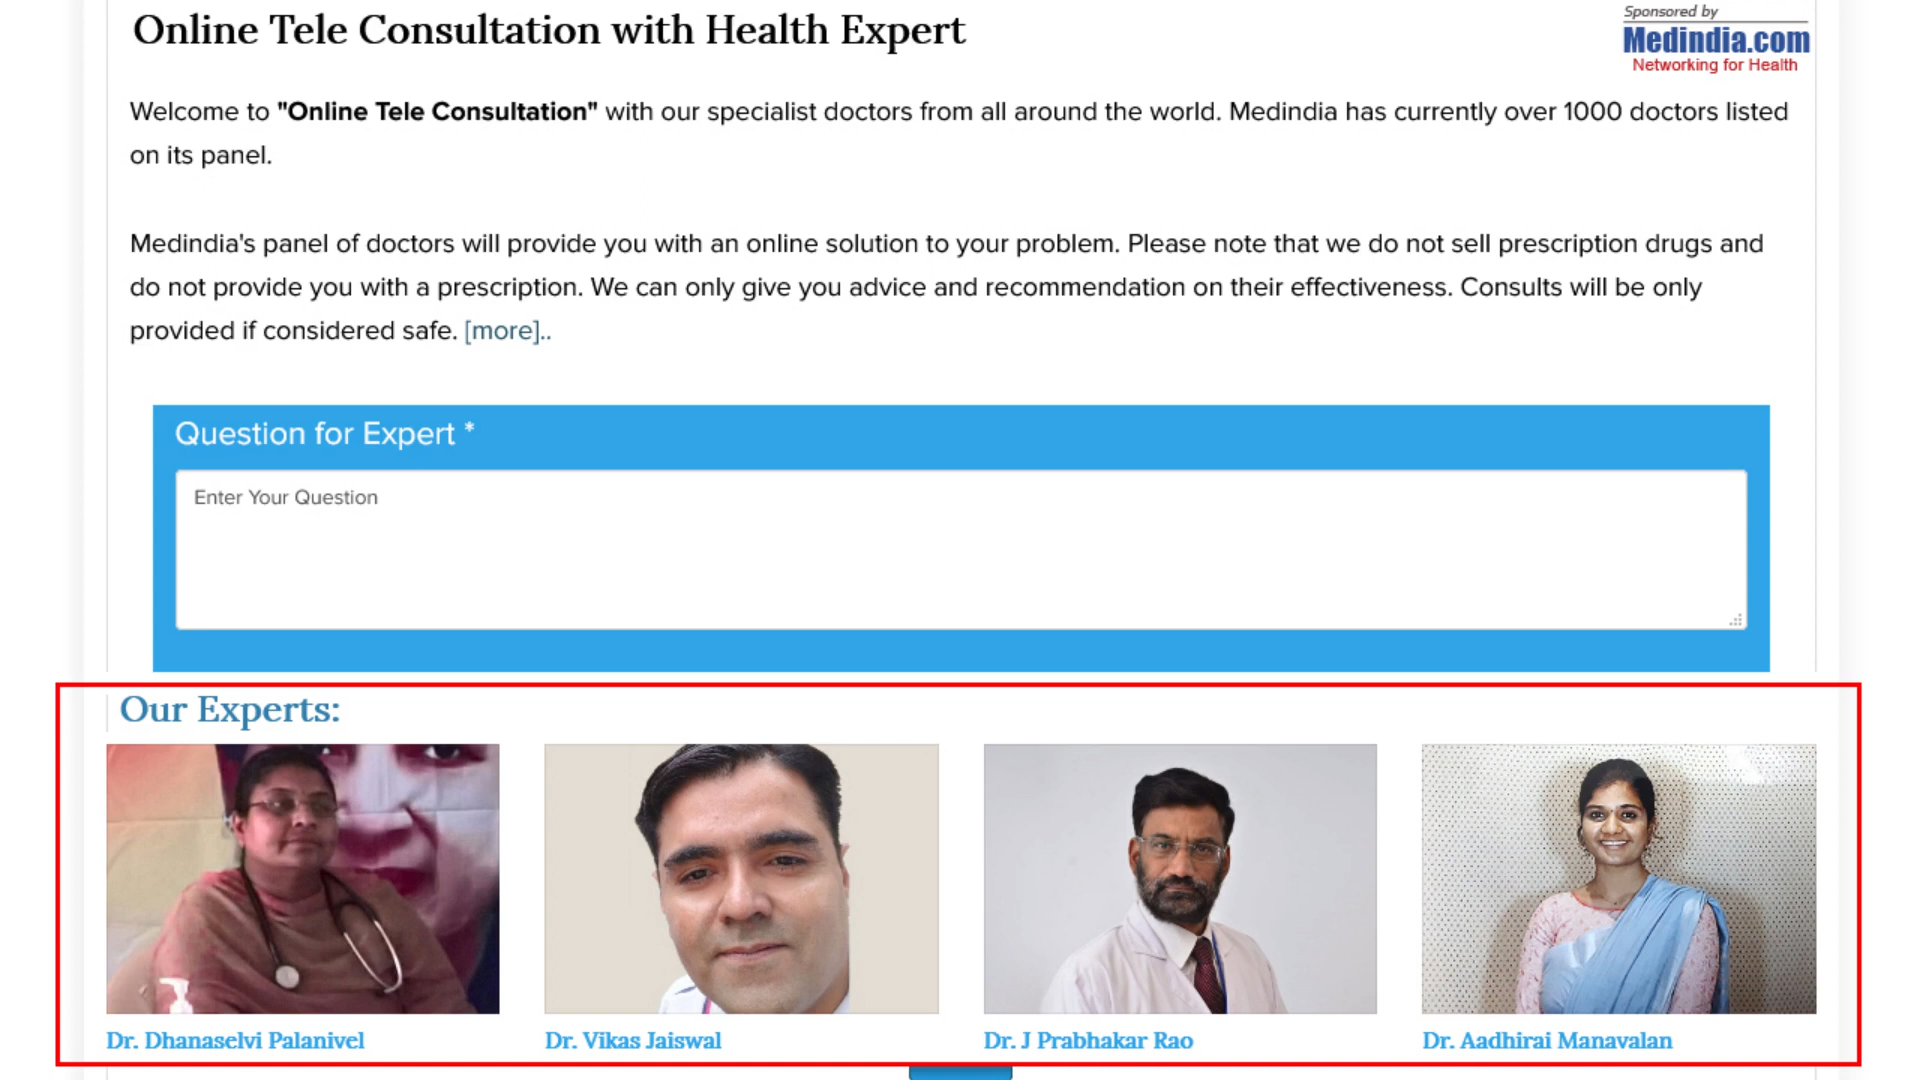 Online Tele Consultation with Health Expert
Sponsored by
Medindia.com
Networking for Health
Welcome to "Online Tele Consultation" with our specialist doctors from all around the world. Medindia has currently over 1000 doctors listed
on its panel.
Medindia's panel of doctors will provide you with an online solution to your problem. Please note that we do not sell prescription drugs and
do not provide you with a prescription. We can only give you advice and recommendation on their effectiveness. Consults will be only
provided if considered safe. [more]..
Question for Expert *
Enter Your Question
Our Experts:
Dr. Dhanaselvi Palanivel
Dr. Vikas Jaiswal
Dr. J Prabhakar Rao
Dr. Aadhirai Manavalan